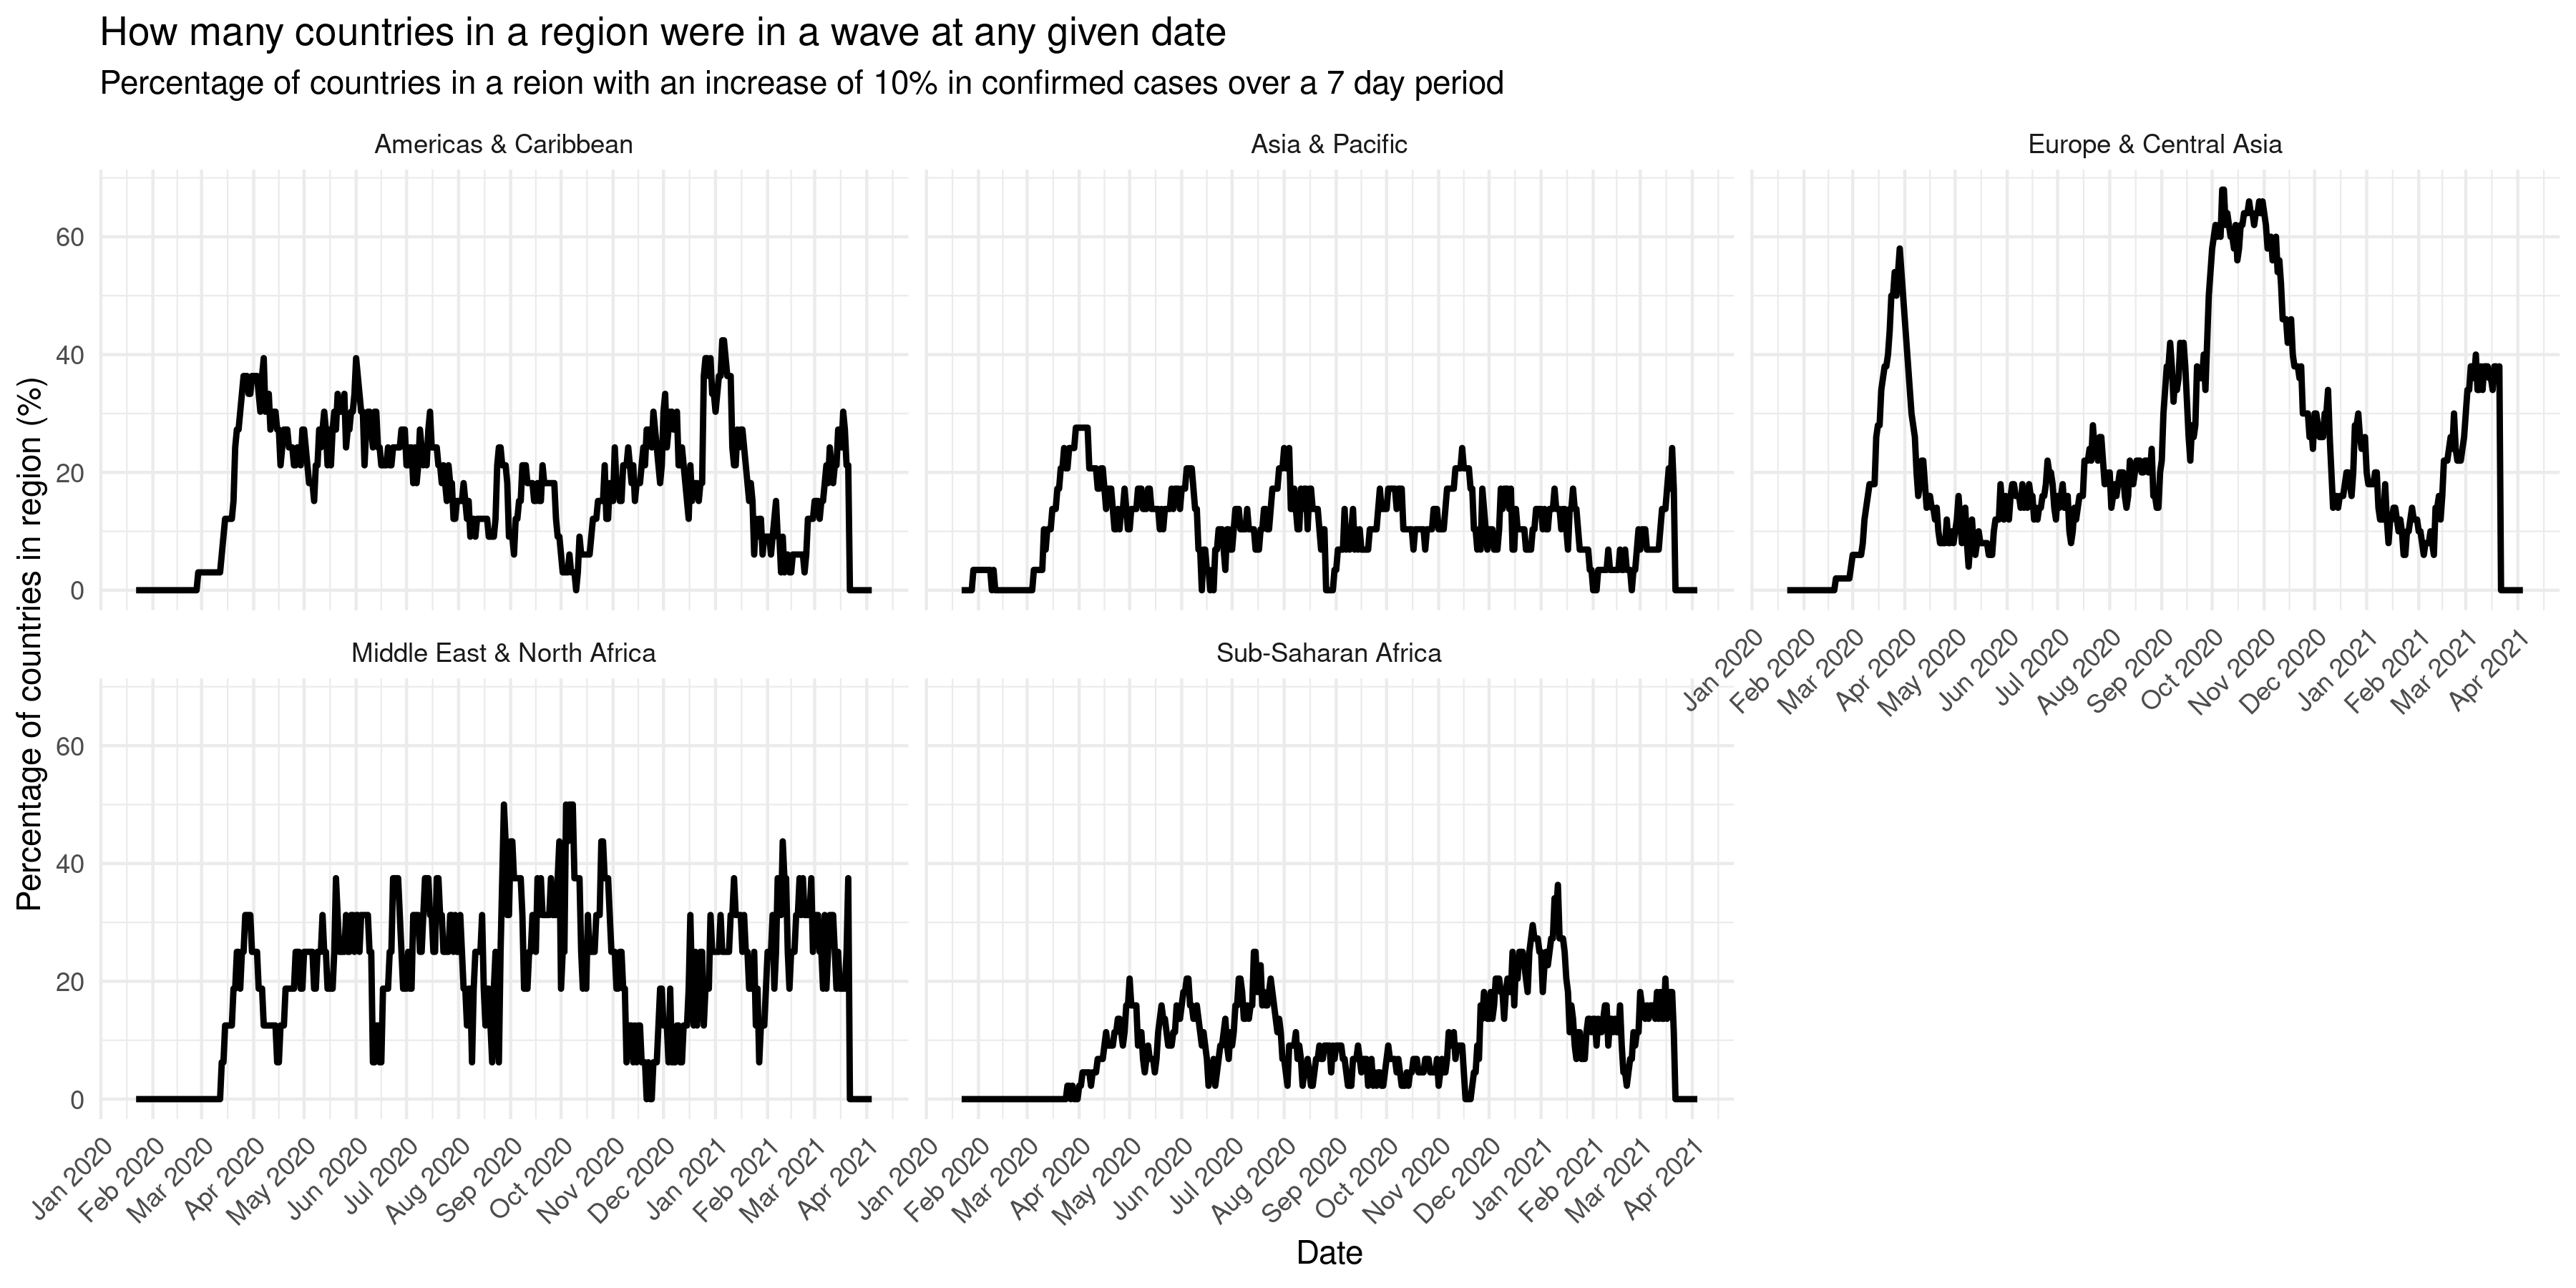 How many countries in a region were in a wave at any given date
Percentage of countries in a reion with an increase of 10% in confirmed cases over a 7 day period
Americas & Caribbean
Asia & Pacific
Europe & Central Asia
Percentage of countries in region (%)
60
40
20
0
Jan 2020
Feb 2020
Mar 2020
Apr 2020
May 2020
Jun 2020
Jul 2020
Aug 2020
Sep 2020
Oct 2020
Nov 2020
Dec 2020
Jan 2021
Feb 2021
Mar 2021
Apr 2021
Middle East & North Africa
Sub-Saharan Africa
60
40
20
0
Jan 2020
Feb 2020
Mar 2020
Apr 2020
May 2020
Jun 2020
Jul 2020
Aug 2020
Sep 2020
Oct 2020
Nov 2020
Dec 2020
Jan 2021
Feb 2021
Mar 2021
Apr 2021
Jan 2020
Feb 2020
Mar 2020
Apr 2020
May 2020
Jun 2020
Jul 2020
Aug 2020
Sep 2020
Oct 2020
Nov 2020
Dec 2020
Jan 2021
Feb 2021
Mar 2021
Apr 2021
Date